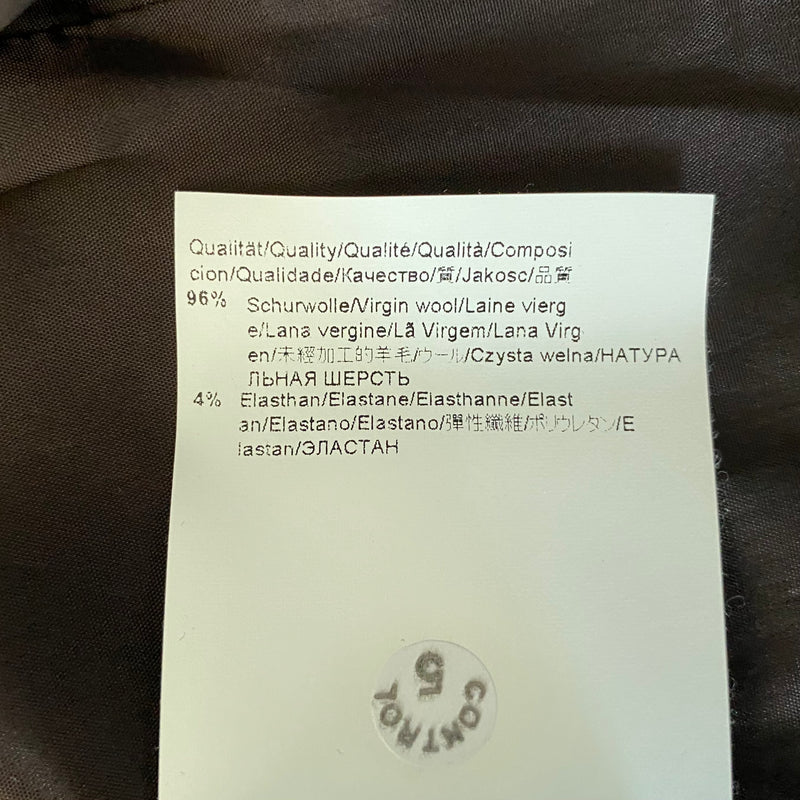 Qualität/Quality/Qualité/Qualità/Composi
cion/Qualidade/Качество/質/Jakosc/品質
96% Schurwolle/Virgin wool/Laine vierg
e/Lana vergine/Lã Virgem/Lana Virg
en/未經加工的羊毛/ウール/Czysta welna/НАТУРА
ЛЬНАЯ ШЕРСТЬ
4% Elasthan/Elastane/Elasthanne/Elast
an/Elastano/Elastano/彈性纖維/ポリウレタン/E
lastan/ЭЛАСТАН
5
CONTROL